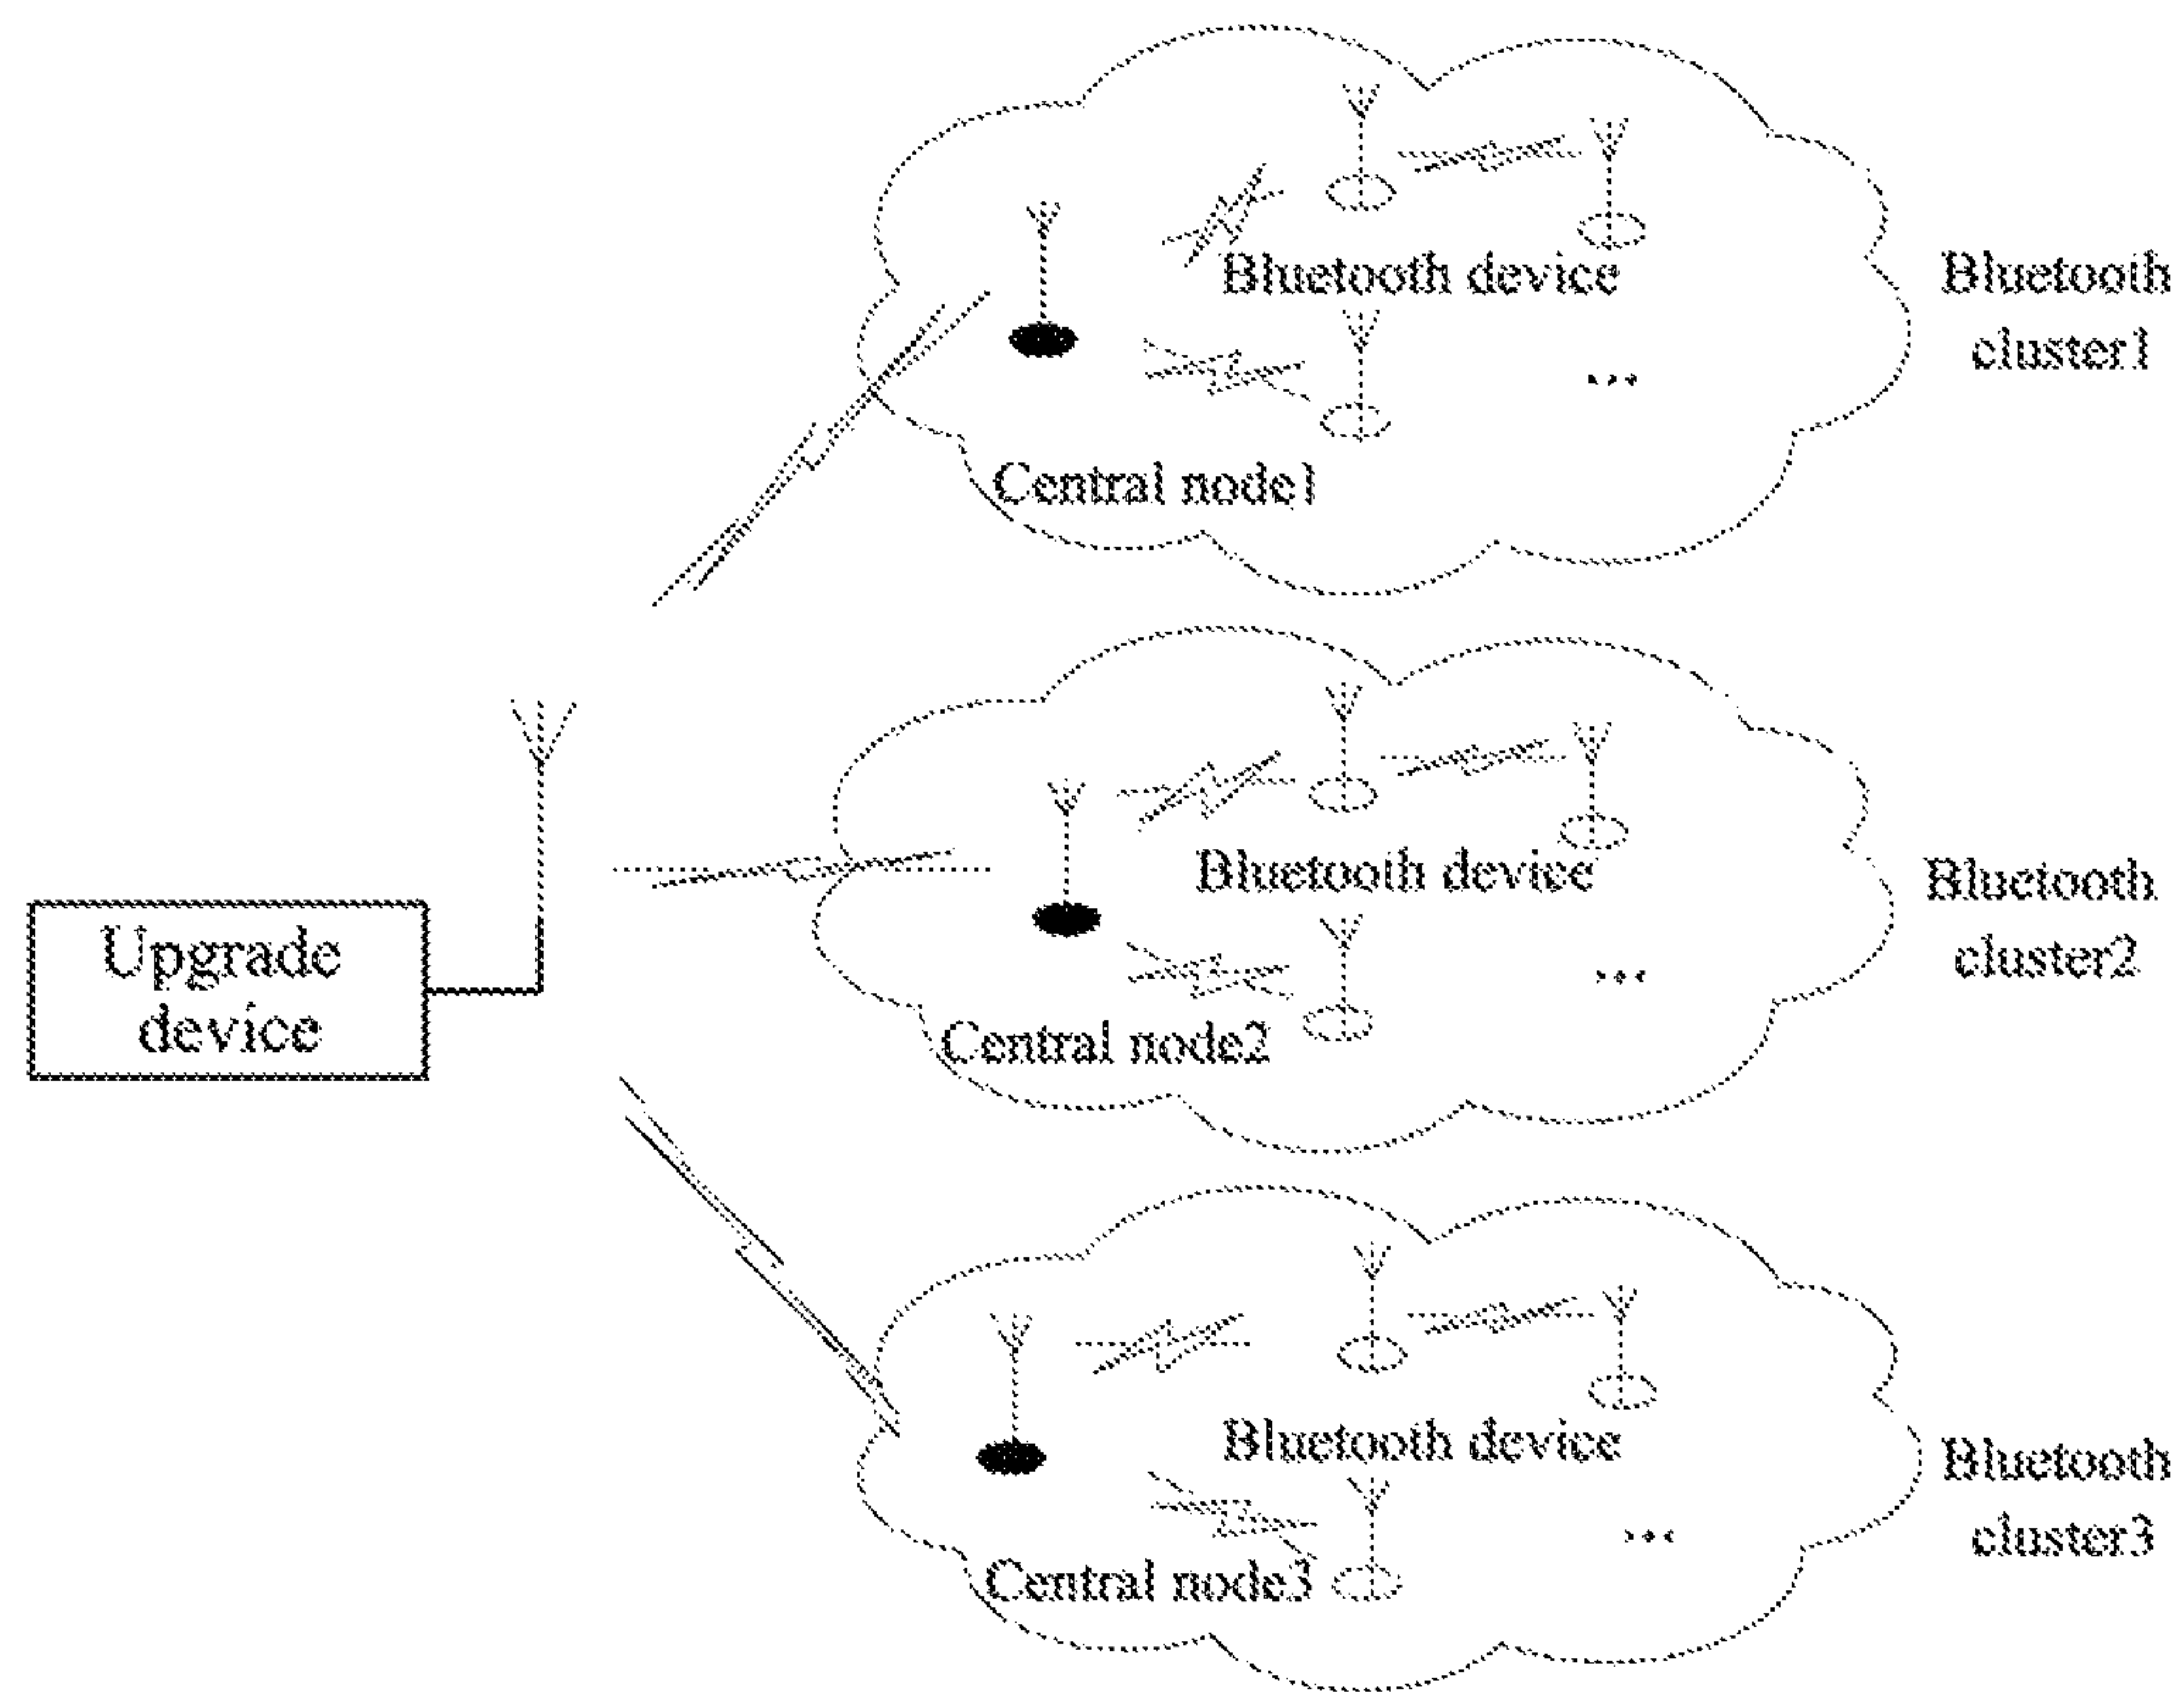 Bluetooth device
Bluetooth
cluster1
...
Central node1
Upgrade
device
Bluetooth device
Bluetooth
cluster2
...
Central node2
Bluetooth device
Bluetooth
cluster3
...
Central node3